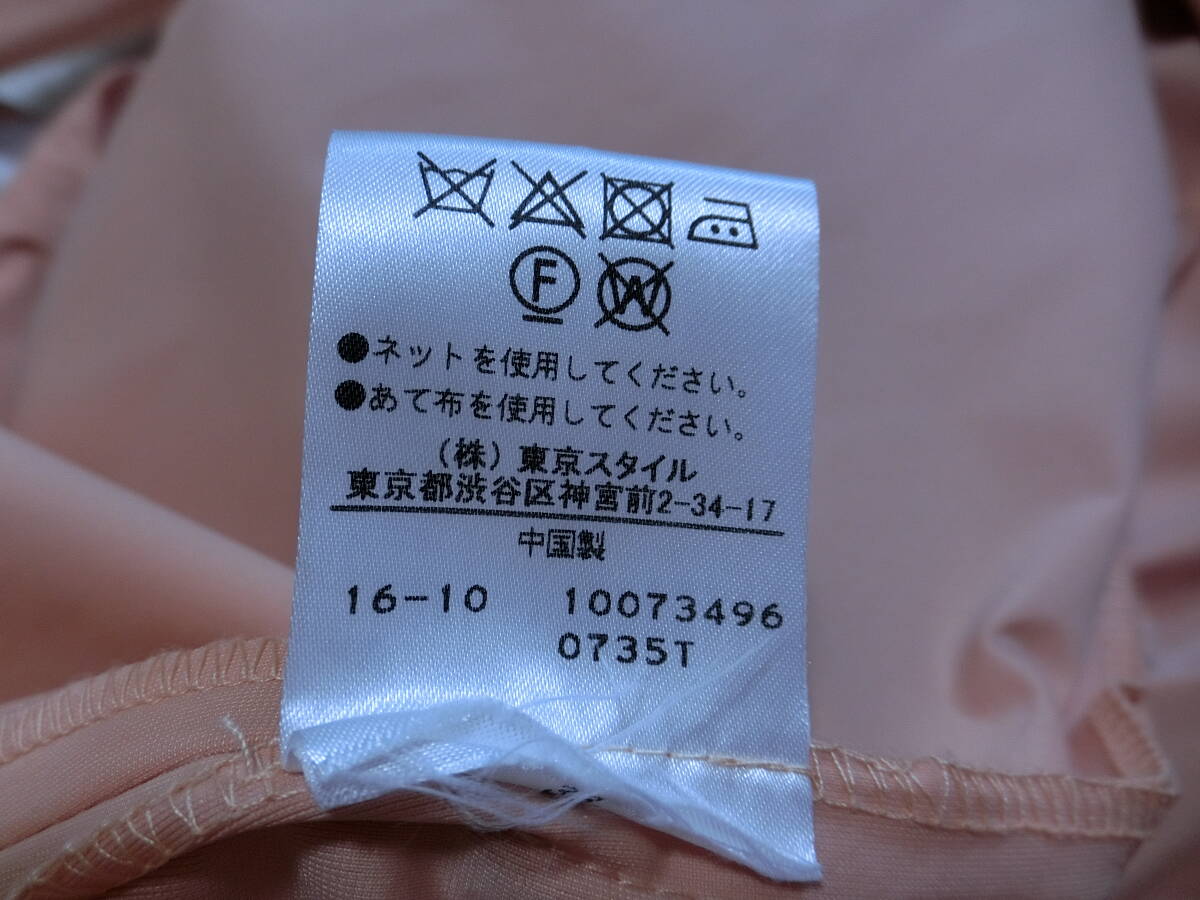 F W
●ネットを使用してください。
●あて布を使用してください。
(株)東京スタイル
東京都渋谷区神宮前2-34-17
中国製
16-10 10073496
0735T